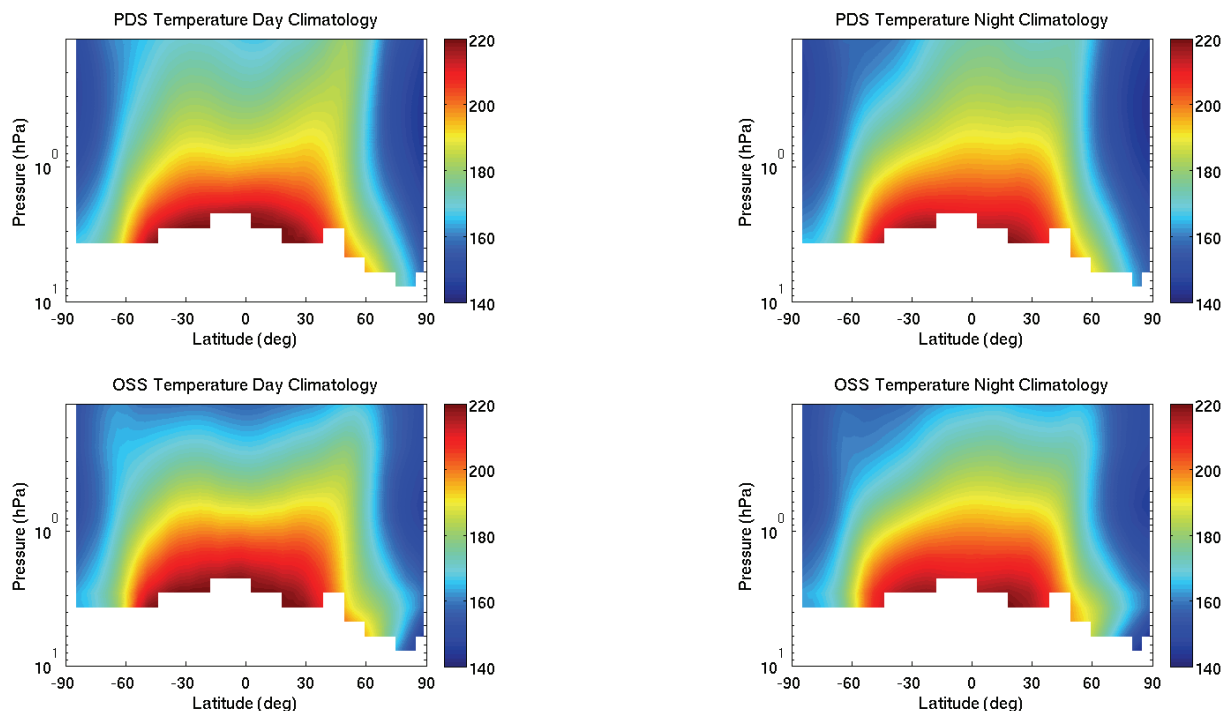 PDS Temperature Day Climatology
PDS Temperature Night Climatology
220
200
180
160
140
220
200
180
160
140
Pressure (hPa)
10^0
10^1
Pressure (hPa)
10^0
10^1
-90 -60 -30 0 30 60 90
-90 -60 -30 0 30 60 90
Latitude (deg)
Latitude (deg)
OSS Temperature Day Climatology
OSS Temperature Night Climatology
220
200
180
160
140
220
200
180
160
140
Pressure (hPa)
10^0
10^1
Pressure (hPa)
10^0
10^1
-90 -60 -30 0 30 60 90
-90 -60 -30 0 30 60 90
Latitude (deg)
Latitude (deg)